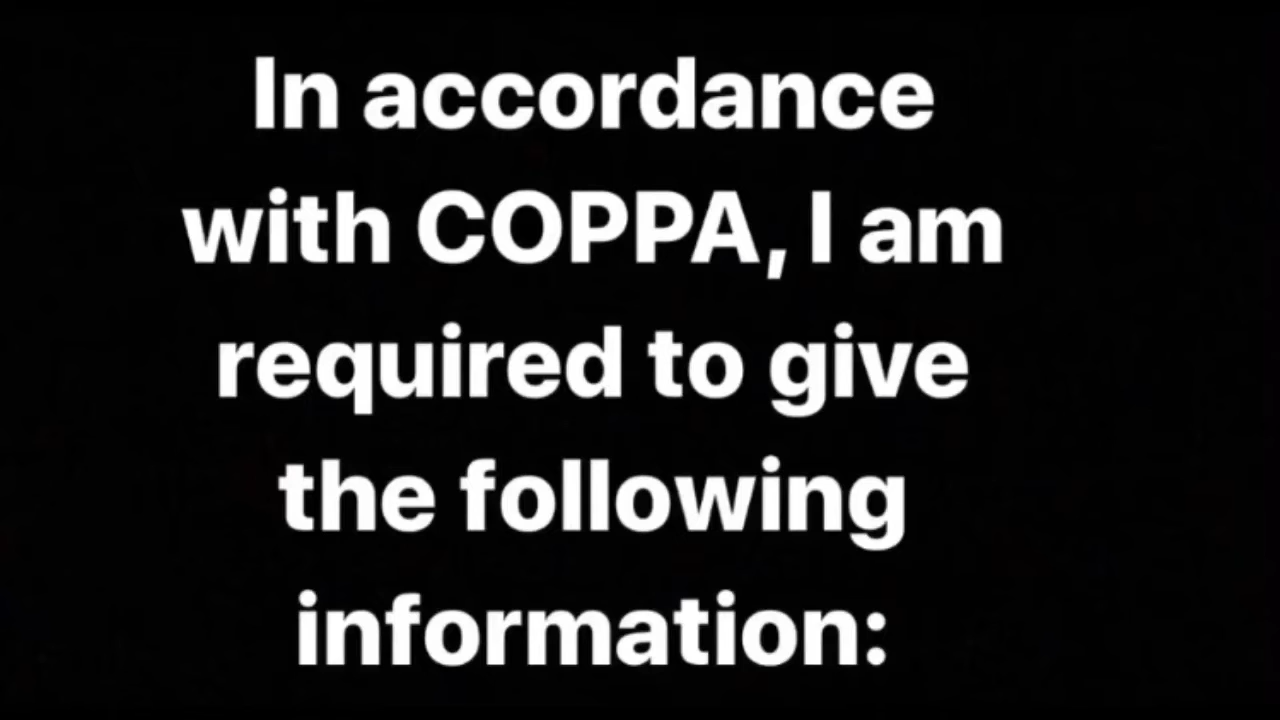 In accordance
with COPPA, I am
required to give
the following
information: